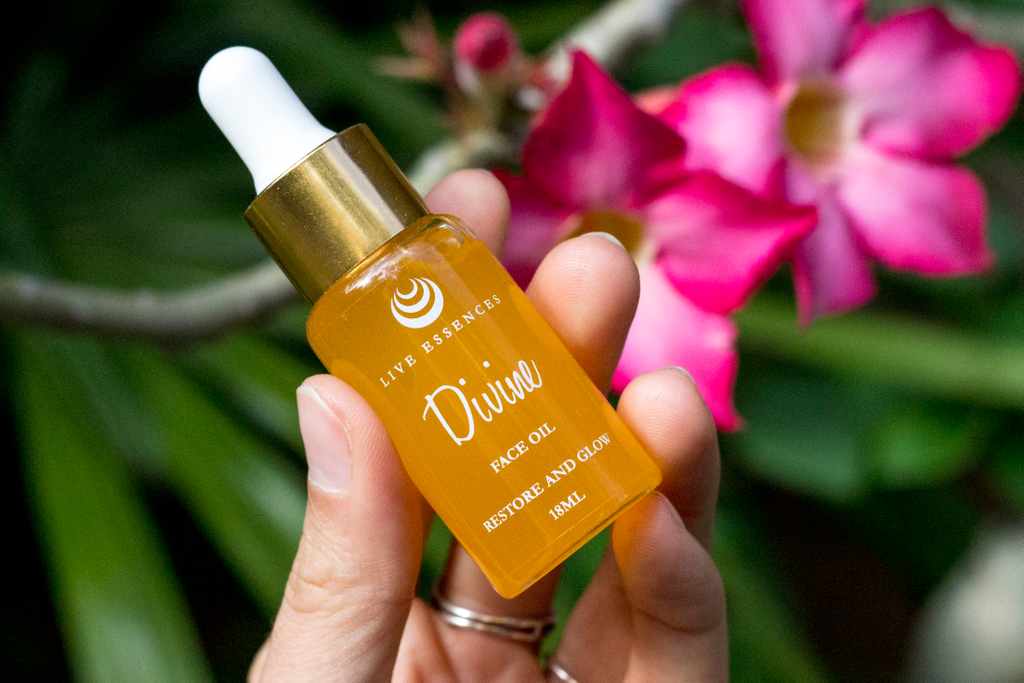 LIVE ESSENCES
Divine
FACE OIL
RESTORE AND GLOW
18ML